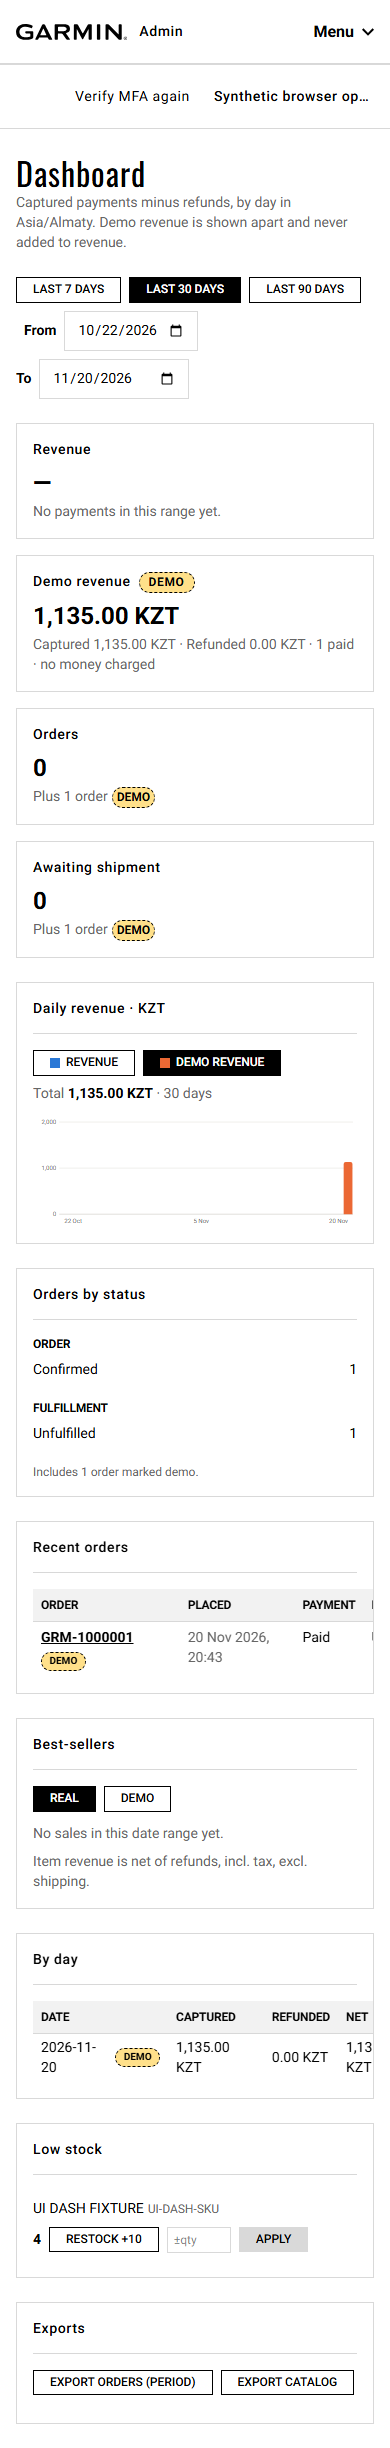 GARMIN. Admin Menu
Verify MFA again Synthetic browser op...
Dashboard
Captured payments minus refunds, by day in
Asia/Almaty. Demo revenue is shown apart and never
added to revenue.
LAST 7 DAYS LAST 30 DAYS LAST 90 DAYS
From 10/22/2026
To 11/20/2026
Revenue
—
No payments in this range yet.
Demo revenue DEMO
1,135.00 KZT
Captured 1,135.00 KZT · Refunded 0.00 KZT · 1 paid
· no money charged
Orders
0
Plus 1 order DEMO
Awaiting shipment
0
Plus 1 order DEMO
Daily revenue · KZT
REVENUE DEMO REVENUE
Total 1,135.00 KZT · 30 days
2,000
1,000
0
22 Oct 5 Nov 20 Nov
Orders by status
ORDER
Confirmed 1
FULFILLMENT
Unfulfilled 1
Includes 1 order marked demo.
Recent orders
ORDER PLACED PAYMENT
GRM-1000001 20 Nov 2026, Paid
DEMO 20:43
Best-sellers
REAL DEMO
No sales in this date range yet.
Item revenue is net of refunds, incl. tax, excl.
shipping.
By day
DATE CAPTURED REFUNDED NET
2026-11- DEMO 1,135.00 0.00 KZT 1,13
20 KZT KZT
Low stock
UI DASH FIXTURE UI-DASH-SKU
4 RESTOCK +10 ±qty APPLY
Exports
EXPORT ORDERS (PERIOD) EXPORT CATALOG